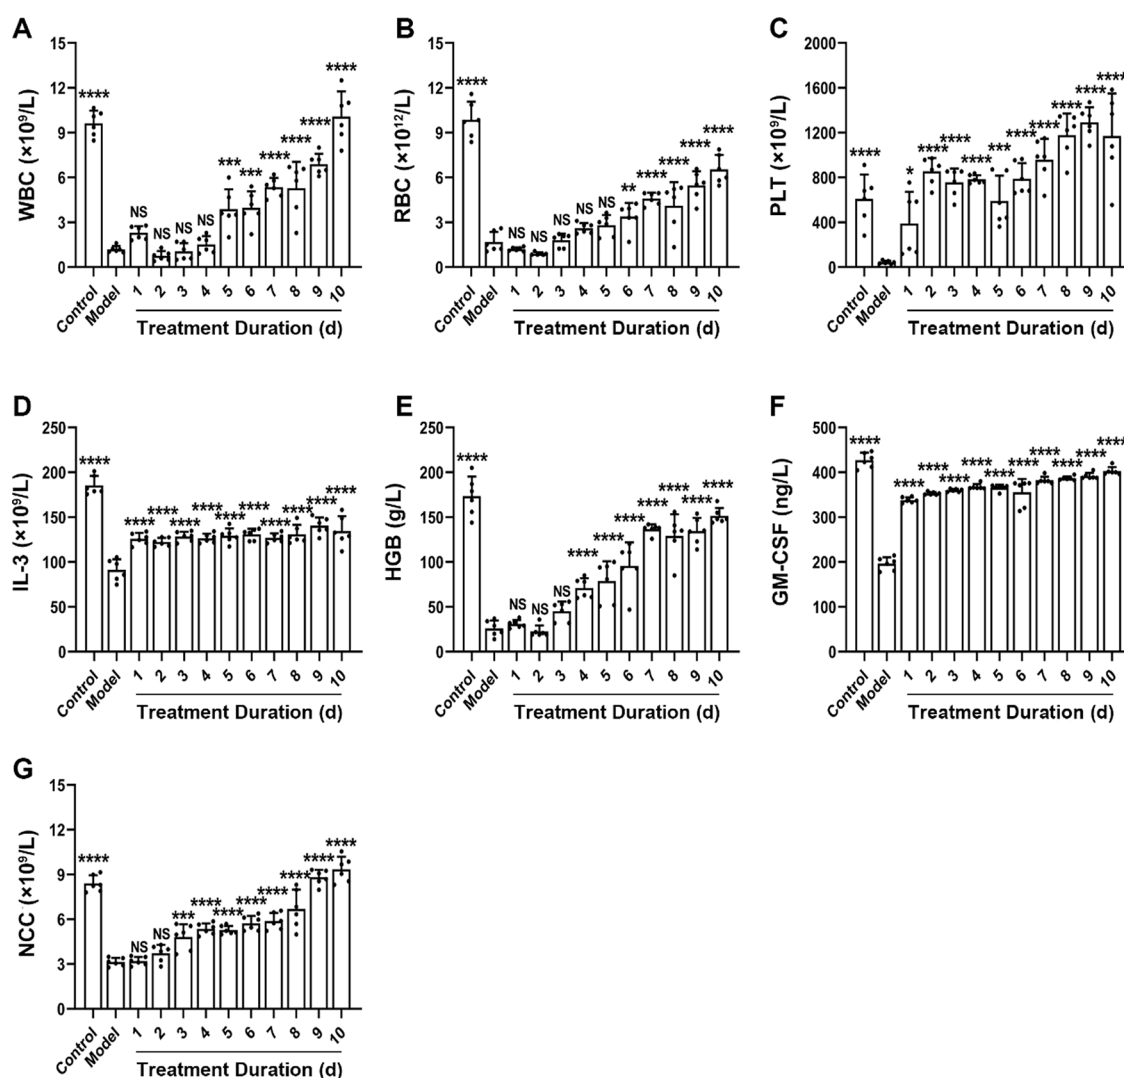 A
WBC (×10⁹/L)
15
12
9
6
3
0
**** NS NS NS NS *** *** **** **** **** ****
Control Model 1 2 3 4 5 6 7 8 9 10
Treatment Duration (d)
B
RBC (×10¹²/L)
15
12
9
6
3
0
**** NS NS NS NS NS ** **** **** **** ****
Control Model 1 2 3 4 5 6 7 8 9 10
Treatment Duration (d)
C
PLT (×10⁹/L)
2000
1600
1200
800
400
0
**** * **** **** **** *** **** **** **** **** ****
Control Model 1 2 3 4 5 6 7 8 9 10
Treatment Duration (d)
D
IL-3 (×10⁹/L)
250
200
150
100
50
0
**** **** **** **** **** **** **** **** **** **** ****
Control Model 1 2 3 4 5 6 7 8 9 10
Treatment Duration (d)
E
HGB (g/L)
250
200
150
100
50
0
**** NS NS NS **** **** **** **** **** **** ****
Control Model 1 2 3 4 5 6 7 8 9 10
Treatment Duration (d)
F
GM-CSF (ng/L)
500
400
300
200
100
0
**** **** **** **** **** **** **** **** **** **** ****
Control Model 1 2 3 4 5 6 7 8 9 10
Treatment Duration (d)
G
NCC (×10⁹/L)
15
12
9
6
3
0
**** NS NS *** **** **** **** **** **** **** ****
Control Model 1 2 3 4 5 6 7 8 9 10
Treatment Duration (d)